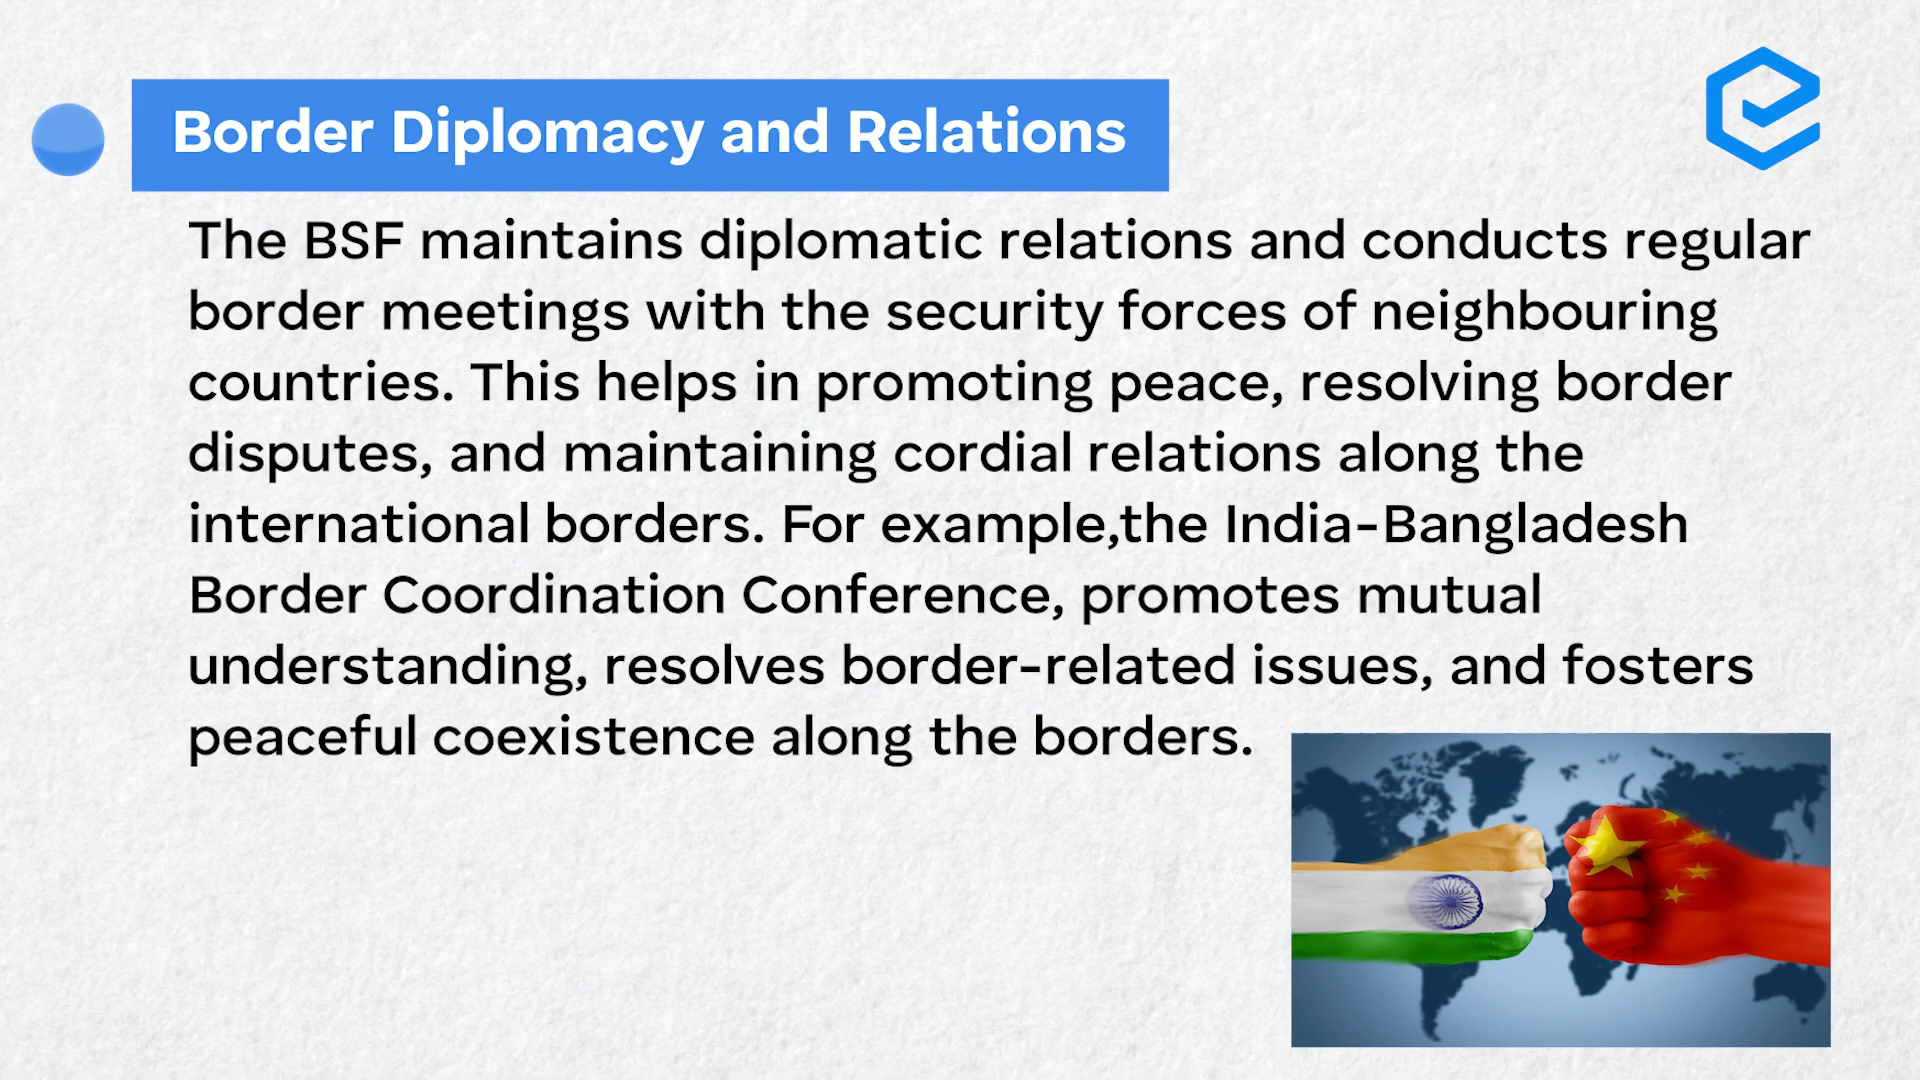 Border Diplomacy and Relations
The BSF maintains diplomatic relations and conducts regular
border meetings with the security forces of neighbouring
countries. This helps in promoting peace, resolving border
disputes, and maintaining cordial relations along the
international borders. For example,the India-Bangladesh
Border Coordination Conference, promotes mutual
understanding, resolves border-related issues, and fosters
peaceful coexistence along the borders.